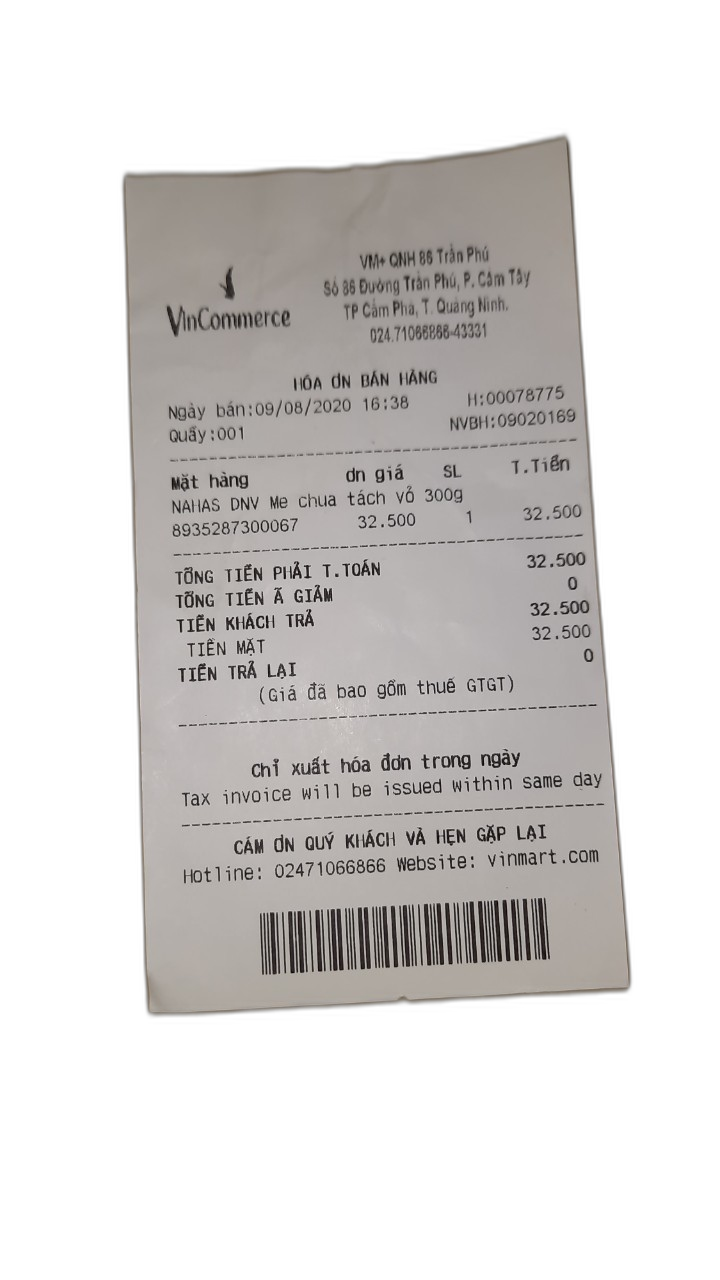 VinCommerce
VM+ QNH 86 Trần Phú
Số 86 Đường Trần Phú, P. Cẩm Tây
TP Cẩm Phả, T. Quảng Ninh.
024.71066866-43331
HÓA ƠN BÁN HÀNG
Ngày bán:09/08/2020 16:38 H:00078775
Quầy:001 NVBH:09020169
Mặt hàng ơn giá SL T.Tiền
NAHAS DNV Me chua tách vỏ 300g
8935287300067 32.500 1 32.500
TỔNG TIỀN PHẢI T.TOÁN 32.500
TỔNG TIỀN Ã GIẢM 0
TIỀN KHÁCH TRẢ 32.500
TIỀN MẶT 32.500
TIỀN TRẢ LẠI 0
(Giá đã bao gồm thuế GTGT)
Chỉ xuất hóa đơn trong ngày
Tax invoice will be issued within same day
CÁM ƠN QUÝ KHÁCH VÀ HẸN GẶP LẠI
Hotline: 02471066866 Website: vinmart.com